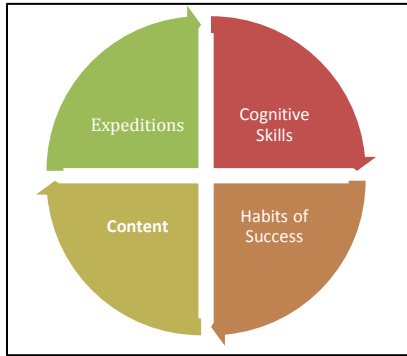 Expeditions
Cognitive
Skills
Content
Habits of
Success